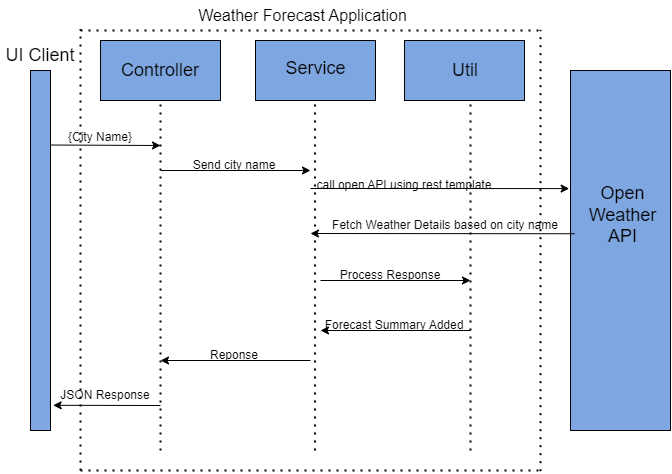 Weather Forecast Application
UI Client
Controller
Service
Util
{City Name}
Send city name
call open API using rest template
Open
Weather
API
Fetch Weather Details based on city name
Process Response
Forecast Summary Added
Reponse
JSON Response